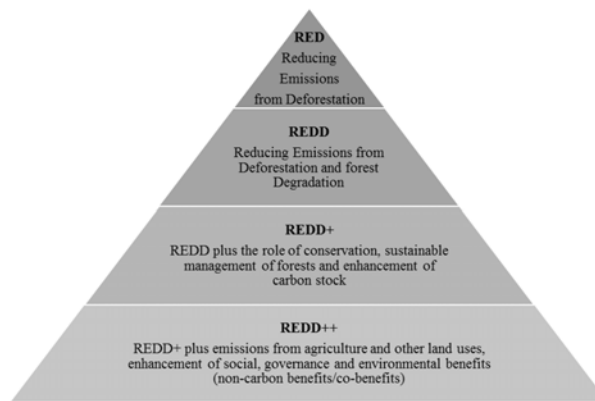 RED
Reducing
Emissions
from Deforestation
REDD
Reducing Emissions from
Deforestation and forest
Degradation
REDD+
REDD plus the role of conservation, sustainable
management of forests and enhancement of
carbon stock
REDD++
REDD+ plus emissions from agriculture and other land uses,
enhancement of social, governance and environmental benefits
(non-carbon benefits/co-benefits)